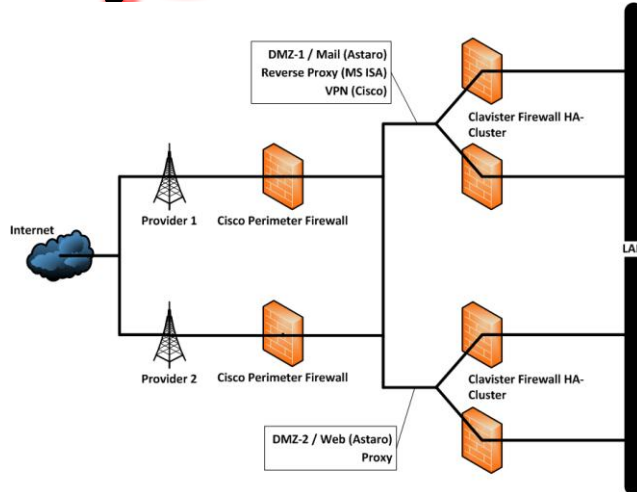 DMZ-1 / Mail (Astaro)
Reverse Proxy (MS ISA)
VPN (Cisco)
Clavister Firewall HA-
Cluster
Provider 1
Cisco Perimeter Firewall
Internet
LAN
Provider 2
Cisco Perimeter Firewall
Clavister Firewall HA-
Cluster
DMZ-2 / Web (Astaro)
Proxy